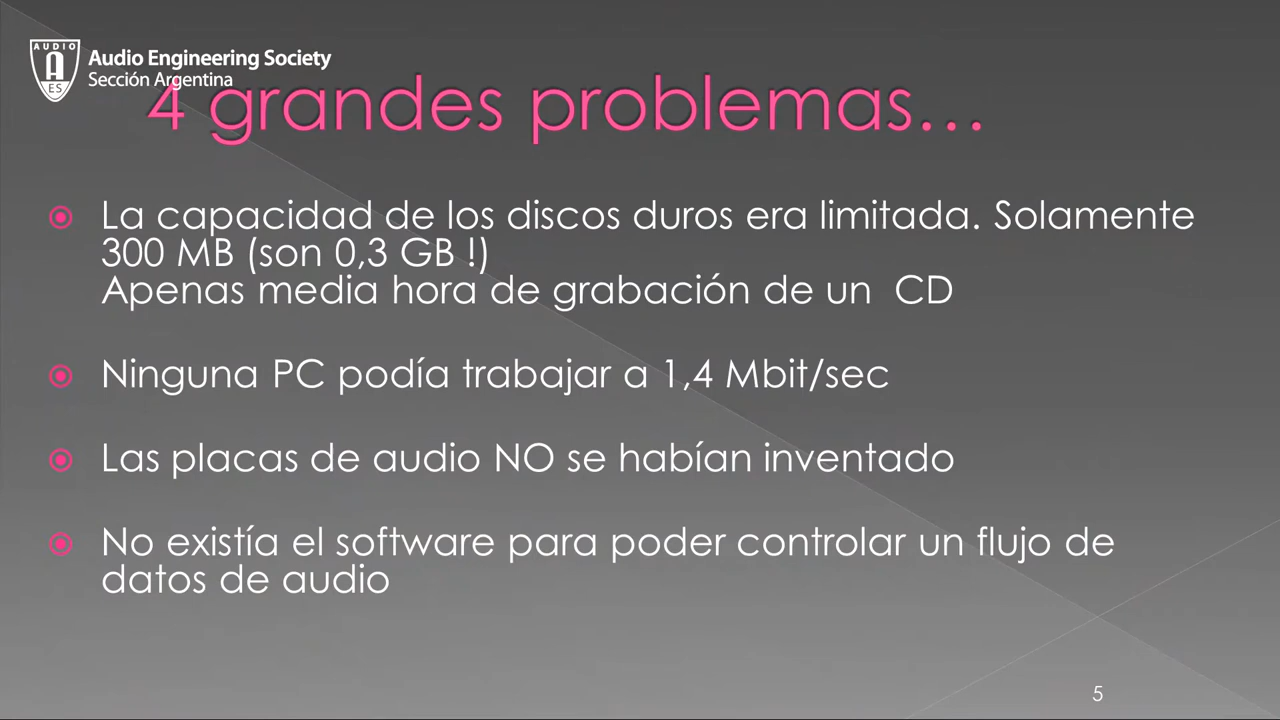 AUDIO
A
ES
Audio Engineering Society
Sección Argentina
4 grandes problemas...
La capacidad de los discos duros era limitada. Solamente
300 MB (son 0,3 GB !)
Apenas media hora de grabación de un CD
Ninguna PC podía trabajar a 1,4 Mbit/sec
Las placas de audio NO se habían inventado
No existía el software para poder controlar un flujo de
datos de audio
5